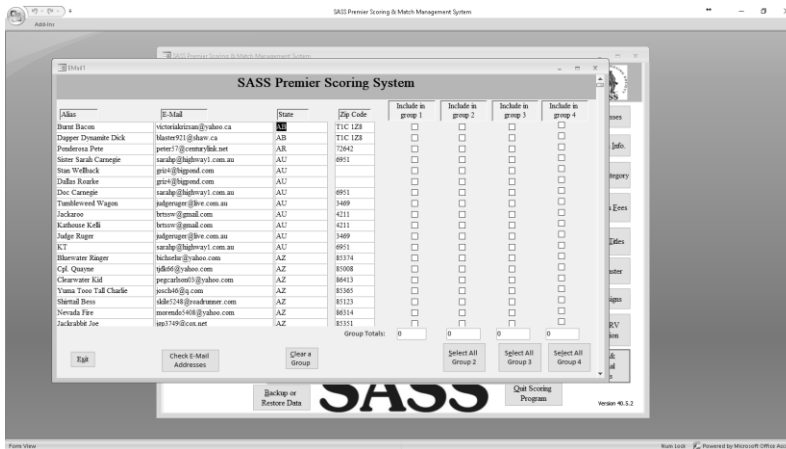 SASS Premier Scoring & Match Management System
Add-Ins
SASS Premier Scoring & Match Management System
EMail1
SASS Premier Scoring System
Alias E-Mail State Zip Code Include in group 1 Include in group 2 Include in group 3 Include in group 4
Burnt Bacon victoriakrizsan@yahoo.ca AB T1C 1Z8
Dapper Dynamite Dick blaster921@shaw.ca AB T1C 1Z8
Ponderosa Pete peter57@centurylink.net AR 72642
Sister Sarah Carnegie sarahp@highway1.com.au AU 6951
Stan Wellback griz4@bigpond.com AU
Dallas Roarke griz4@bigpond.com AU
Doc Carnegie sarahp@highway1.com.au AU 6951
Tumbleweed Wagon judgeruger@live.com.au AU 3469
Jackaroo brtssw@gmail.com AU 4211
Kathouse Kelli brtssw@gmail.com AU 4211
Judge Ruger judgeruger@live.com.au AU 3469
KT sarahp@highway1.com.au AU 6951
Bluewater Ringer bichsehr@yahoo.com AZ 85374
Cpl. Quayne tjdk66@yahoo.com AZ 85008
Clearwater Kid pegcarlson03@yahoo.com AZ 86413
Yuma Tooo Tall Charlie josch46@q.com AZ 85365
Shirttail Bess skile5248@roadrunner.com AZ 85123
Nevada Fire morendo5408@yahoo.com AZ 86314
Jackrabbit Joe jgp3749@cox.net AZ 85351
Group Totals: 0 0 0 0
Exit
Check E-Mail Addresses
Clear a Group
Select All Group 2
Select All Group 3
Select All Group 4
Info.
Fees
Titles
RV
Backup or Restore Data
SASS
Quit Scoring Program
Version 40.5.2
Form View
Num Lock Powered by Microsoft Office Acc